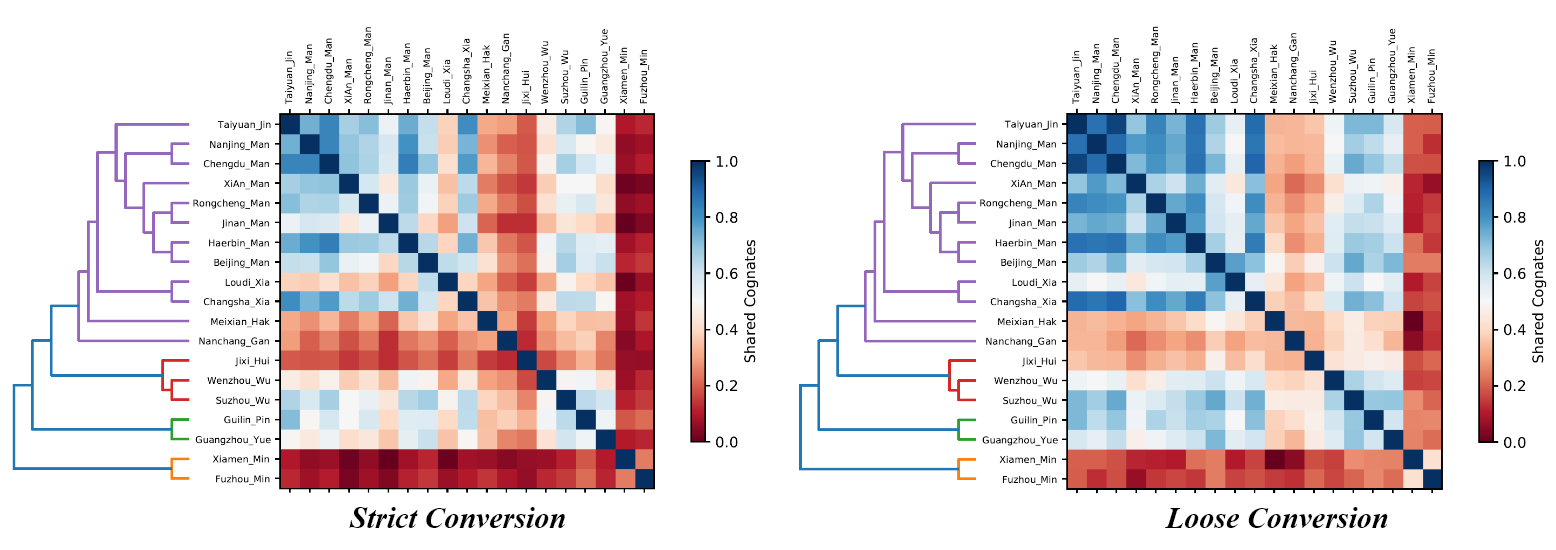 Taiyuan_Jin
Nanjing_Man
Chengdu_Man
XiAn_Man
Rongcheng_Man
Jinan_Man
Haerbin_Man
Beijing_Man
Loudi_Xia
Changsha_Xia
Meixian_Hak
Nanchang_Gan
Jixi_Hui
Wenzhou_Wu
Suzhou_Wu
Guilin_Pin
Guangzhou_Yue
Xiamen_Min
Fuzhou_Min
Taiyuan_Jin
Nanjing_Man
Chengdu_Man
XiAn_Man
Rongcheng_Man
Jinan_Man
Haerbin_Man
Beijing_Man
Loudi_Xia
Changsha_Xia
Meixian_Hak
Nanchang_Gan
Jixi_Hui
Wenzhou_Wu
Suzhou_Wu
Guilin_Pin
Guangzhou_Yue
Xiamen_Min
Fuzhou_Min
1.0
0.8
0.6
0.4
0.2
0.0
Shared Cognates
Strict Conversion
Taiyuan_Jin
Nanjing_Man
Chengdu_Man
XiAn_Man
Rongcheng_Man
Jinan_Man
Haerbin_Man
Beijing_Man
Loudi_Xia
Changsha_Xia
Meixian_Hak
Nanchang_Gan
Jixi_Hui
Wenzhou_Wu
Suzhou_Wu
Guilin_Pin
Guangzhou_Yue
Xiamen_Min
Fuzhou_Min
Taiyuan_Jin
Nanjing_Man
Chengdu_Man
XiAn_Man
Rongcheng_Man
Jinan_Man
Haerbin_Man
Beijing_Man
Loudi_Xia
Changsha_Xia
Meixian_Hak
Nanchang_Gan
Jixi_Hui
Wenzhou_Wu
Suzhou_Wu
Guilin_Pin
Guangzhou_Yue
Xiamen_Min
Fuzhou_Min
1.0
0.8
0.6
0.4
0.2
0.0
Shared Cognates
Loose Conversion